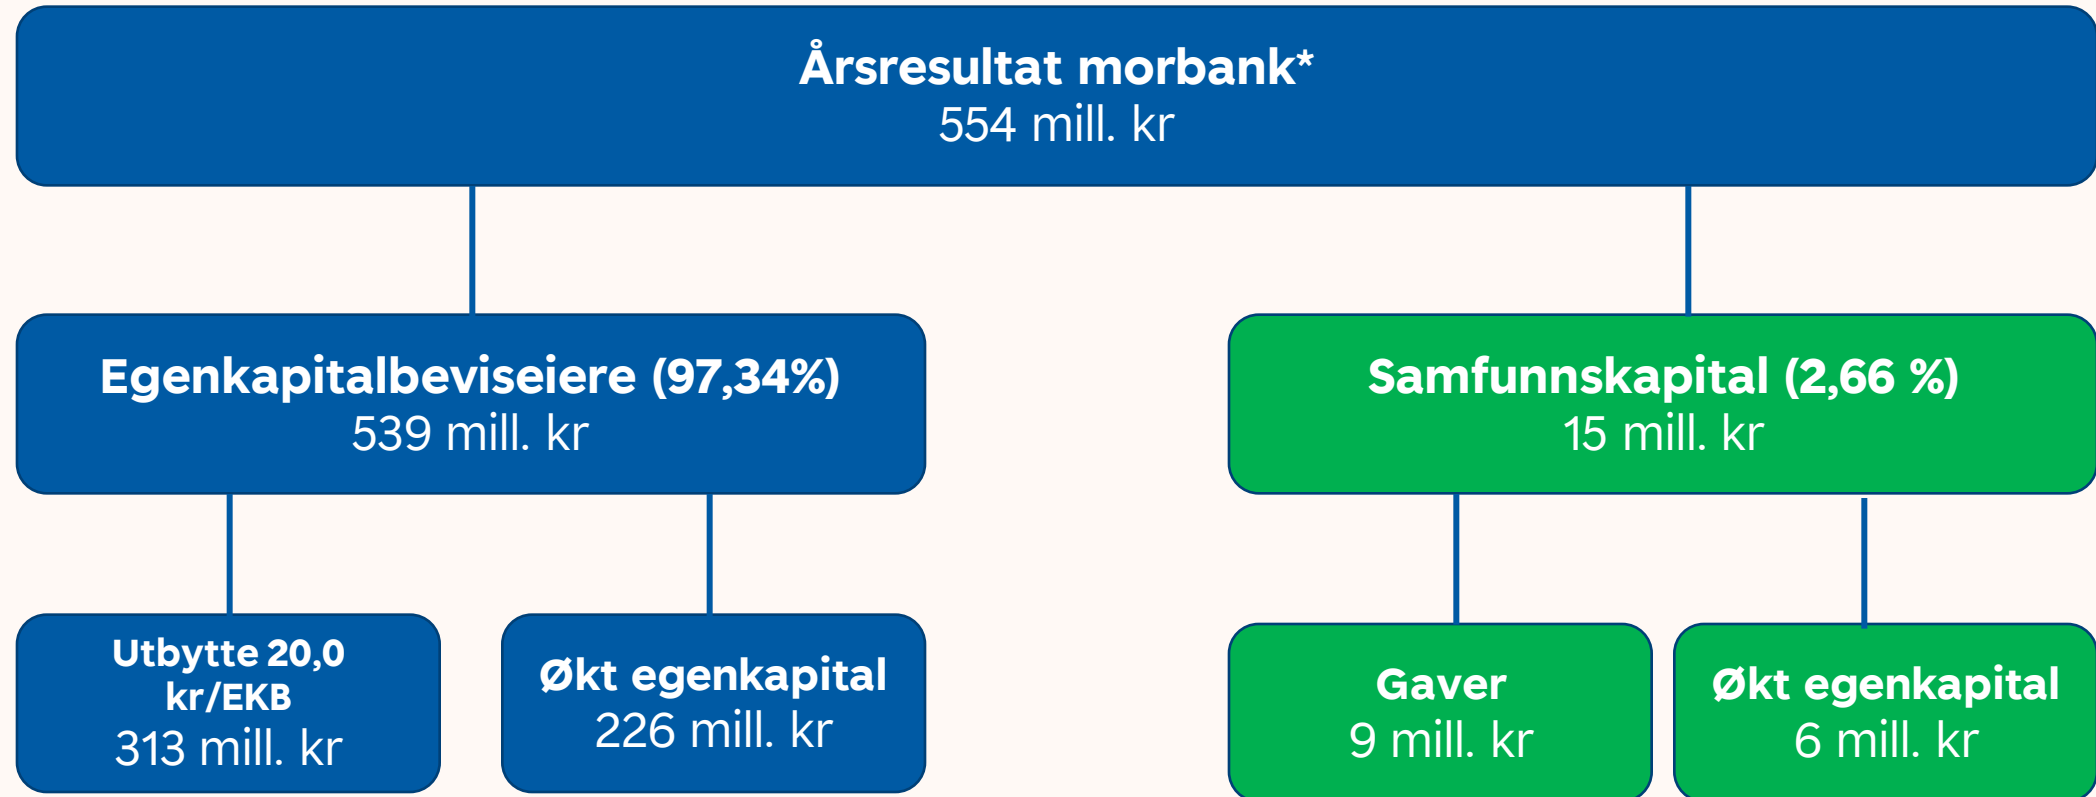 Årsresultat morbank*
554 mill. kr
Egenkapitalbeviseiere (97,34%)
539 mill. kr
Samfunnskapital (2,66 %)
15 mill. kr
Utbytte 20,0
kr/EKB
313 mill. kr
Økt egenkapital
226 mill. kr
Gaver
9 mill. kr
Økt egenkapital
6 mill. kr